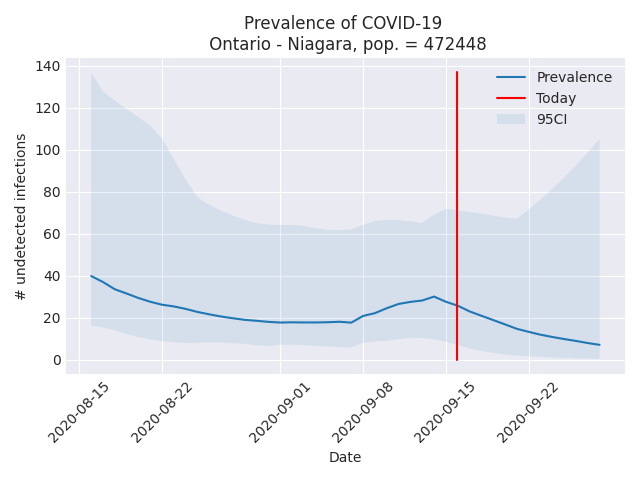 Prevalence of COVID-19
Ontario - Niagara, pop. = 472448
140
120
100
80
60
40
20
0
# undetected infections
Prevalence
Today
95CI
2020-08-15
2020-08-22
2020-09-01
2020-09-08
2020-09-15
2020-09-22
Date